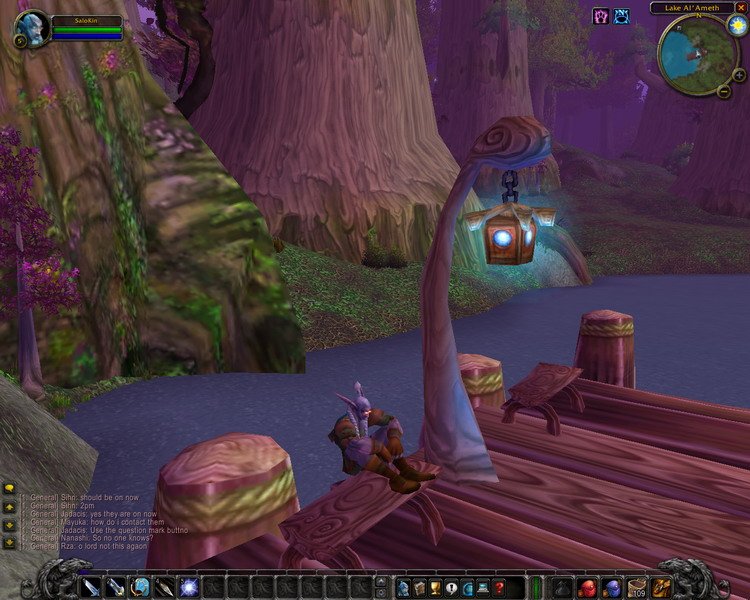 SaloKin
5
Lake Al'Ameth
N
[1. General] Sihn: should be on now
[1. General] Sihn: 2pm
[1. General] Jadacis: yes they are on now
[1. General] Mayuka: how do i contact them
[1. General] Jadacis: Use the question mark buttno
[1. General] Nanashi: So no one knows?
[1. General] Rza: o lord not this agaon
109